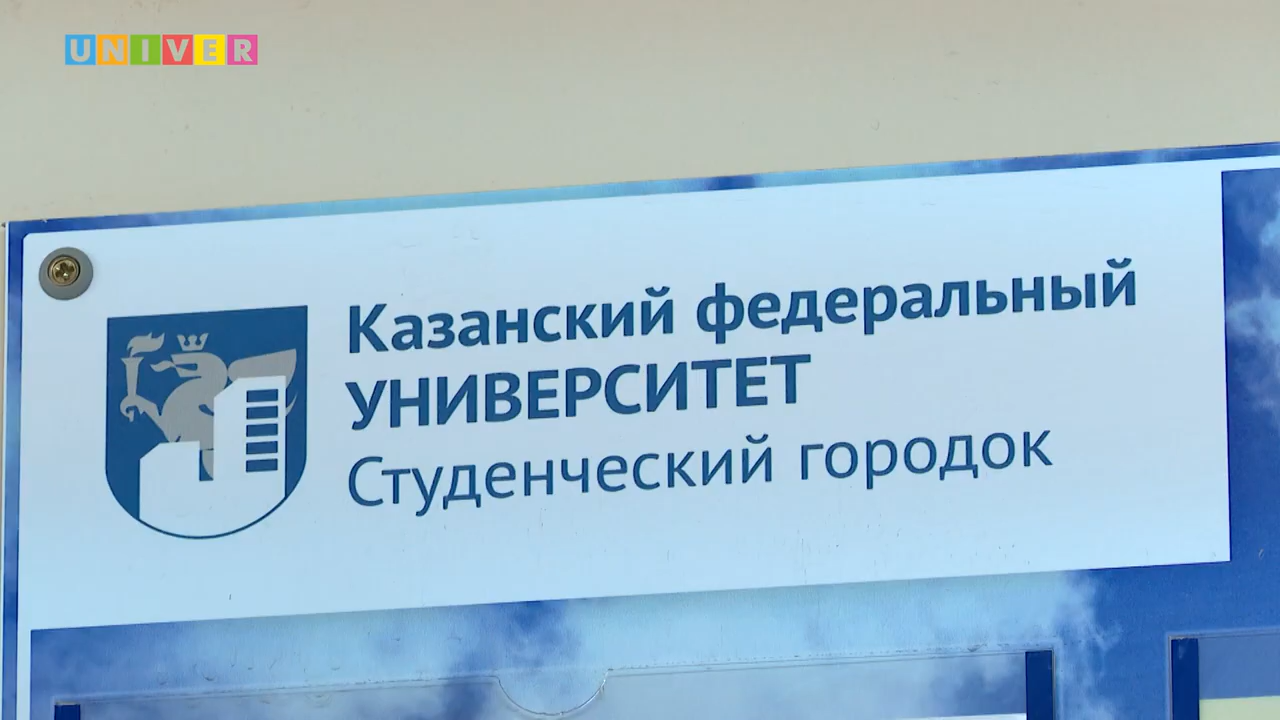 UNIVER
Казанский федеральный
УНИВЕРСИТЕТ
Студенческий городок